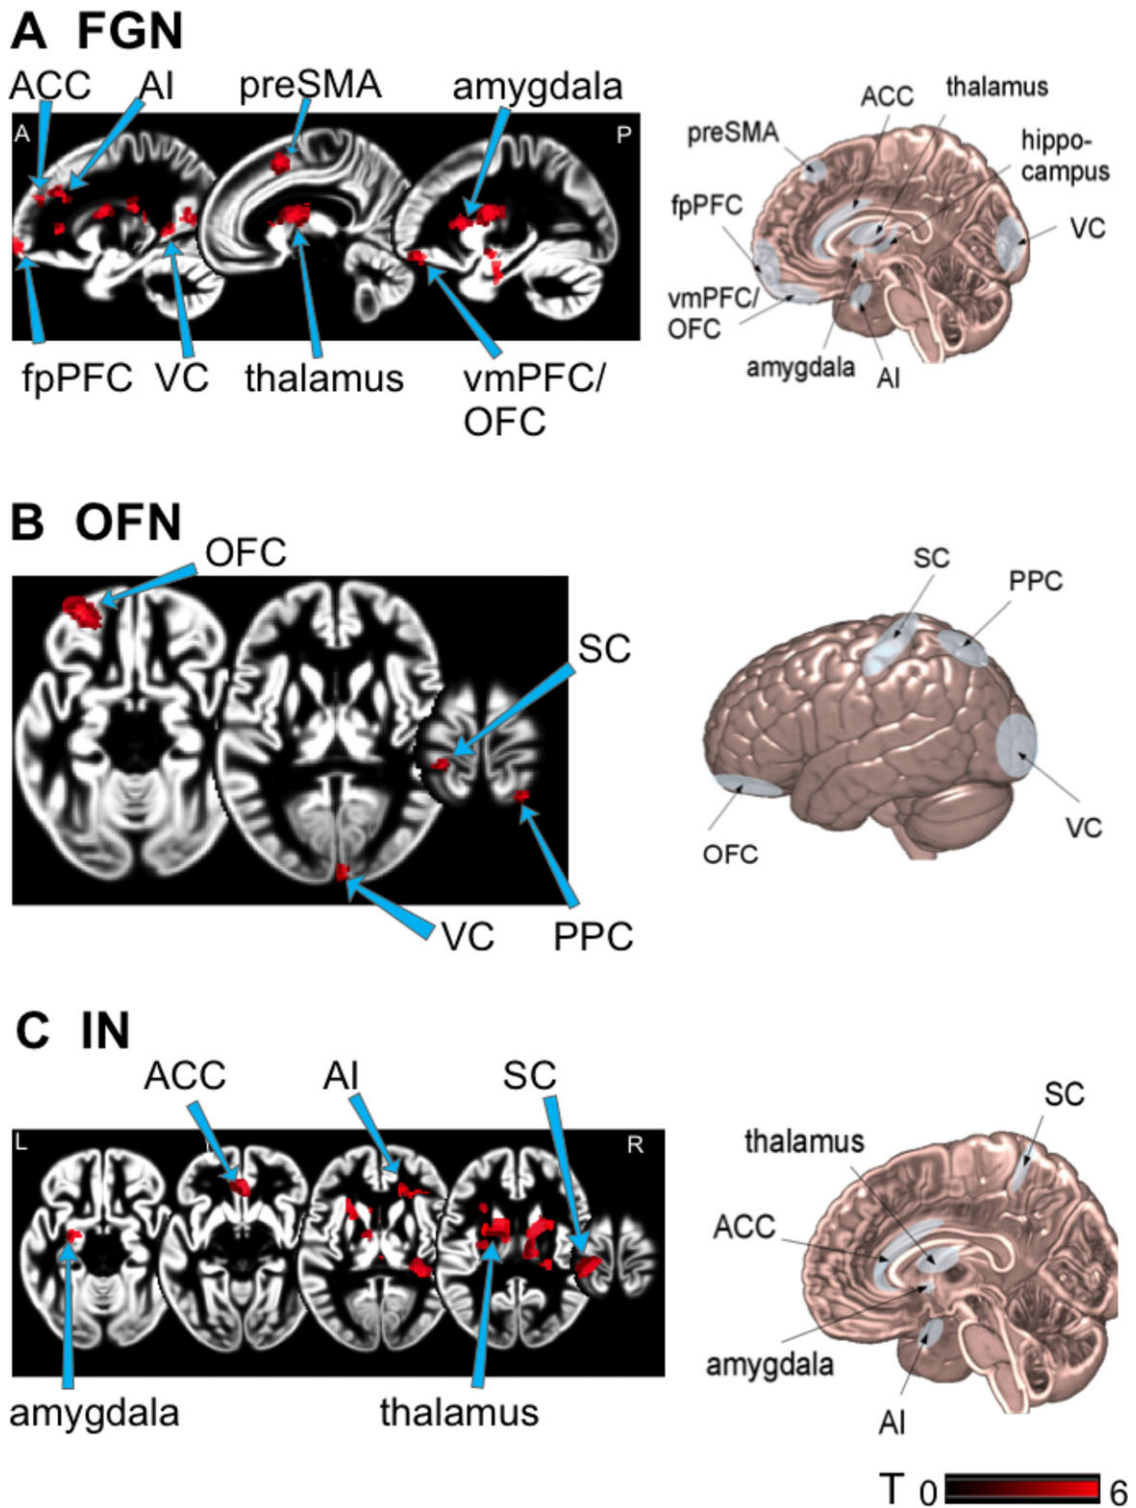 A FGN
ACC AI preSMA amygdala
A P
fpPFC VC thalamus vmPFC/
OFC
ACC thalamus
preSMA
hippo-
campus
fpPFC
VC
vmPFC/
OFC
amygdala AI
B OFN
OFC
SC
VC PPC
SC
PPC
OFC
VC
C IN
ACC AI SC
L R
amygdala thalamus
SC
thalamus
ACC
amygdala
AI
T 0 6